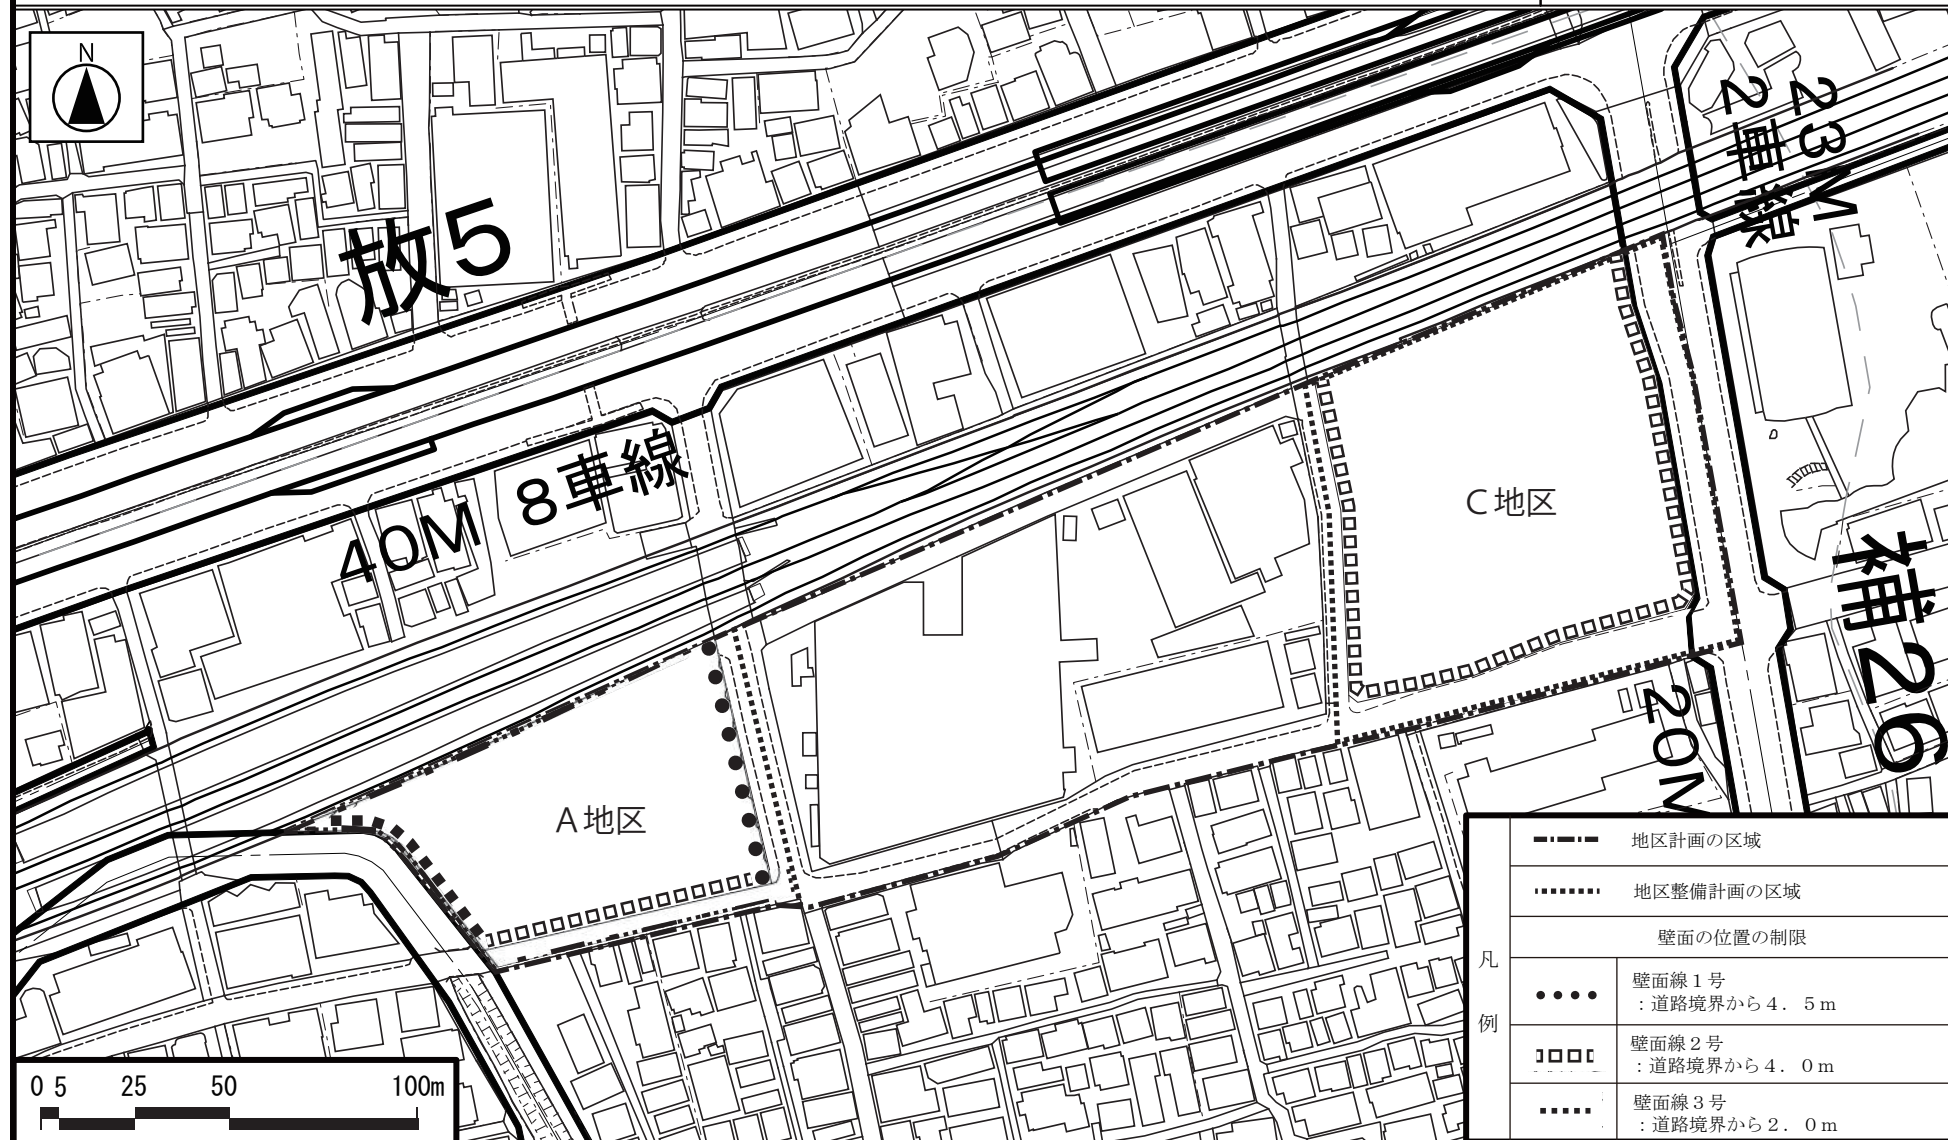 N
放5
23M
2車線
8車線
40M
C地区
補26
20M
A地区
地区計画の区域
地区整備計画の区域
壁面の位置の制限
凡例
壁面線1号
：道路境界から4．5m
壁面線2号
：道路境界から4．0m
壁面線3号
：道路境界から2．0m
0 5 25 50 100m